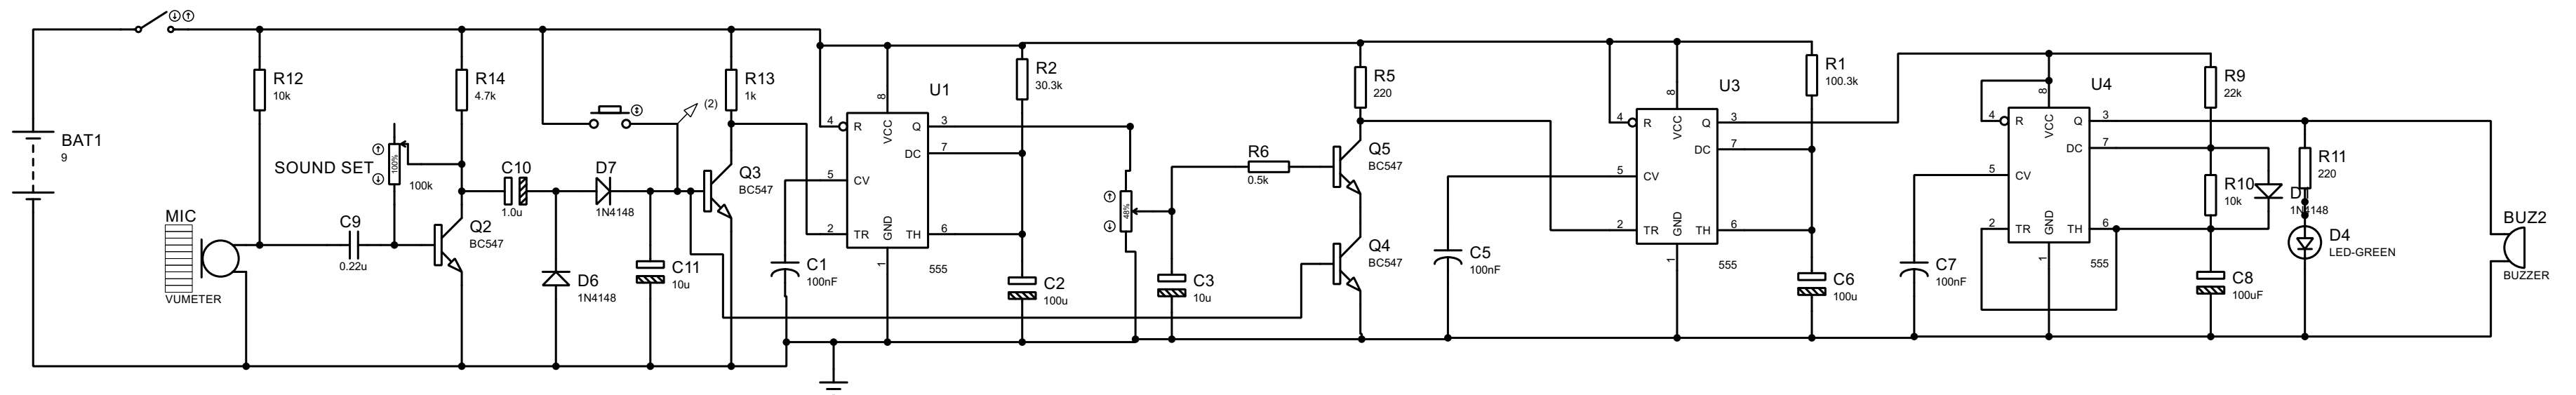 BAT1
9
R12
10k
SOUND SET
100%
100k
MIC
VUMETER
C9
0.22u
R14
4.7k
Q2
BC547
C10
1.0u
D7
1N4148
D6
1N4148
C11
10u
(2)
R13
1k
Q3
BC547
C1
100nF
U1
4 R
8 VCC
Q 3
DC 7
5 CV
2 TR
GND 1
TH 6
555
R2
30.3k
C2
100u
48%
C3
10u
R6
0.5k
R5
220
Q5
BC547
Q4
BC547
C5
100nF
U3
4 R
8 VCC
Q 3
DC 7
5 CV
2 TR
GND 1
TH 6
555
R1
100.3k
C6
100u
C7
100nF
U4
4 R
8 VCC
Q 3
DC 7
5 CV
2 TR
GND 1
TH 6
555
R9
22k
R10
10k
1N4148
C8
100uF
R11
220
D4
LED-GREEN
BUZ2
BUZZER